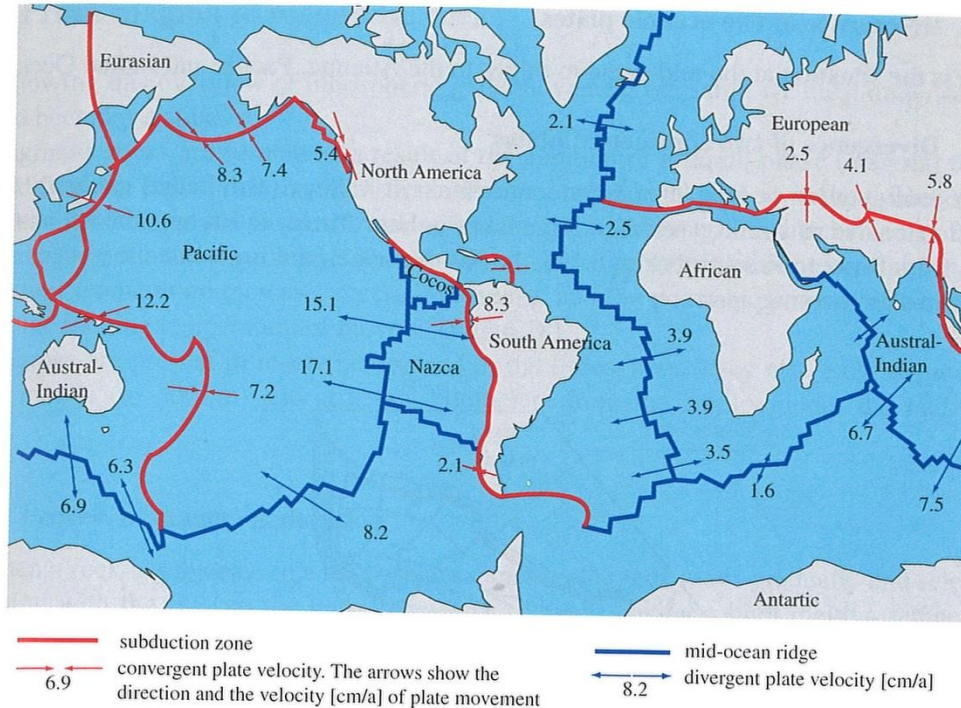 Eurasian
2.1
European
2.5
4.1
5.8
5.4
North America
8.3
7.4
10.6
2.5
Pacific
African
Cocos
12.2
15.1
8.3
South America
3.9
Austral-
Indian
17.1
Nazca
Austral-
Indian
7.2
3.9
6.7
6.3
2.1
3.5
6.9
1.6
7.5
8.2
Antartic
subduction zone
convergent plate velocity. The arrows show the
6.9
direction and the velocity [cm/a] of plate movement
mid-ocean ridge
divergent plate velocity [cm/a]
8.2